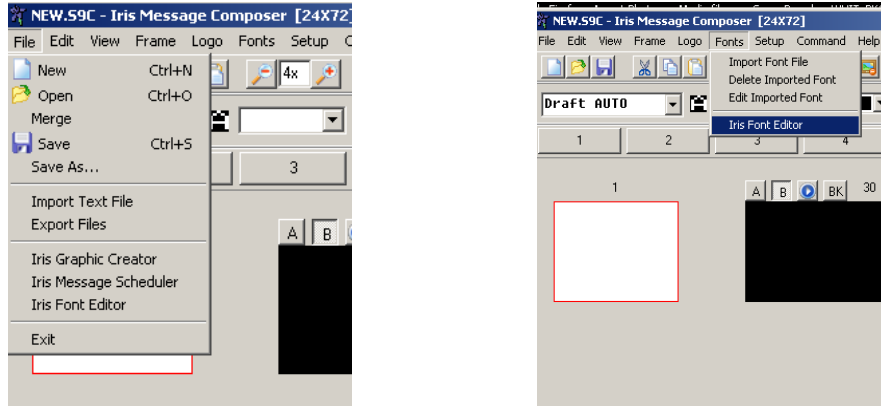 NEW.S9C - Iris Message Composer [24X72]
File Edit View Frame Logo Fonts Setup
New Ctrl+N
Open Ctrl+O
Merge
Save Ctrl+S
Save As...
Import Text File
Export Files
Iris Graphic Creator
Iris Message Scheduler
Iris Font Editor
Exit
4x
3
A B
NEW.S9C - Iris Message Composer [24X72]
File Edit View Frame Logo Fonts Setup Command Help
Import Font File
Delete Imported Font
Edit Imported Font
Iris Font Editor
Draft AUTO
1 2 3 4
1
A B BK 30